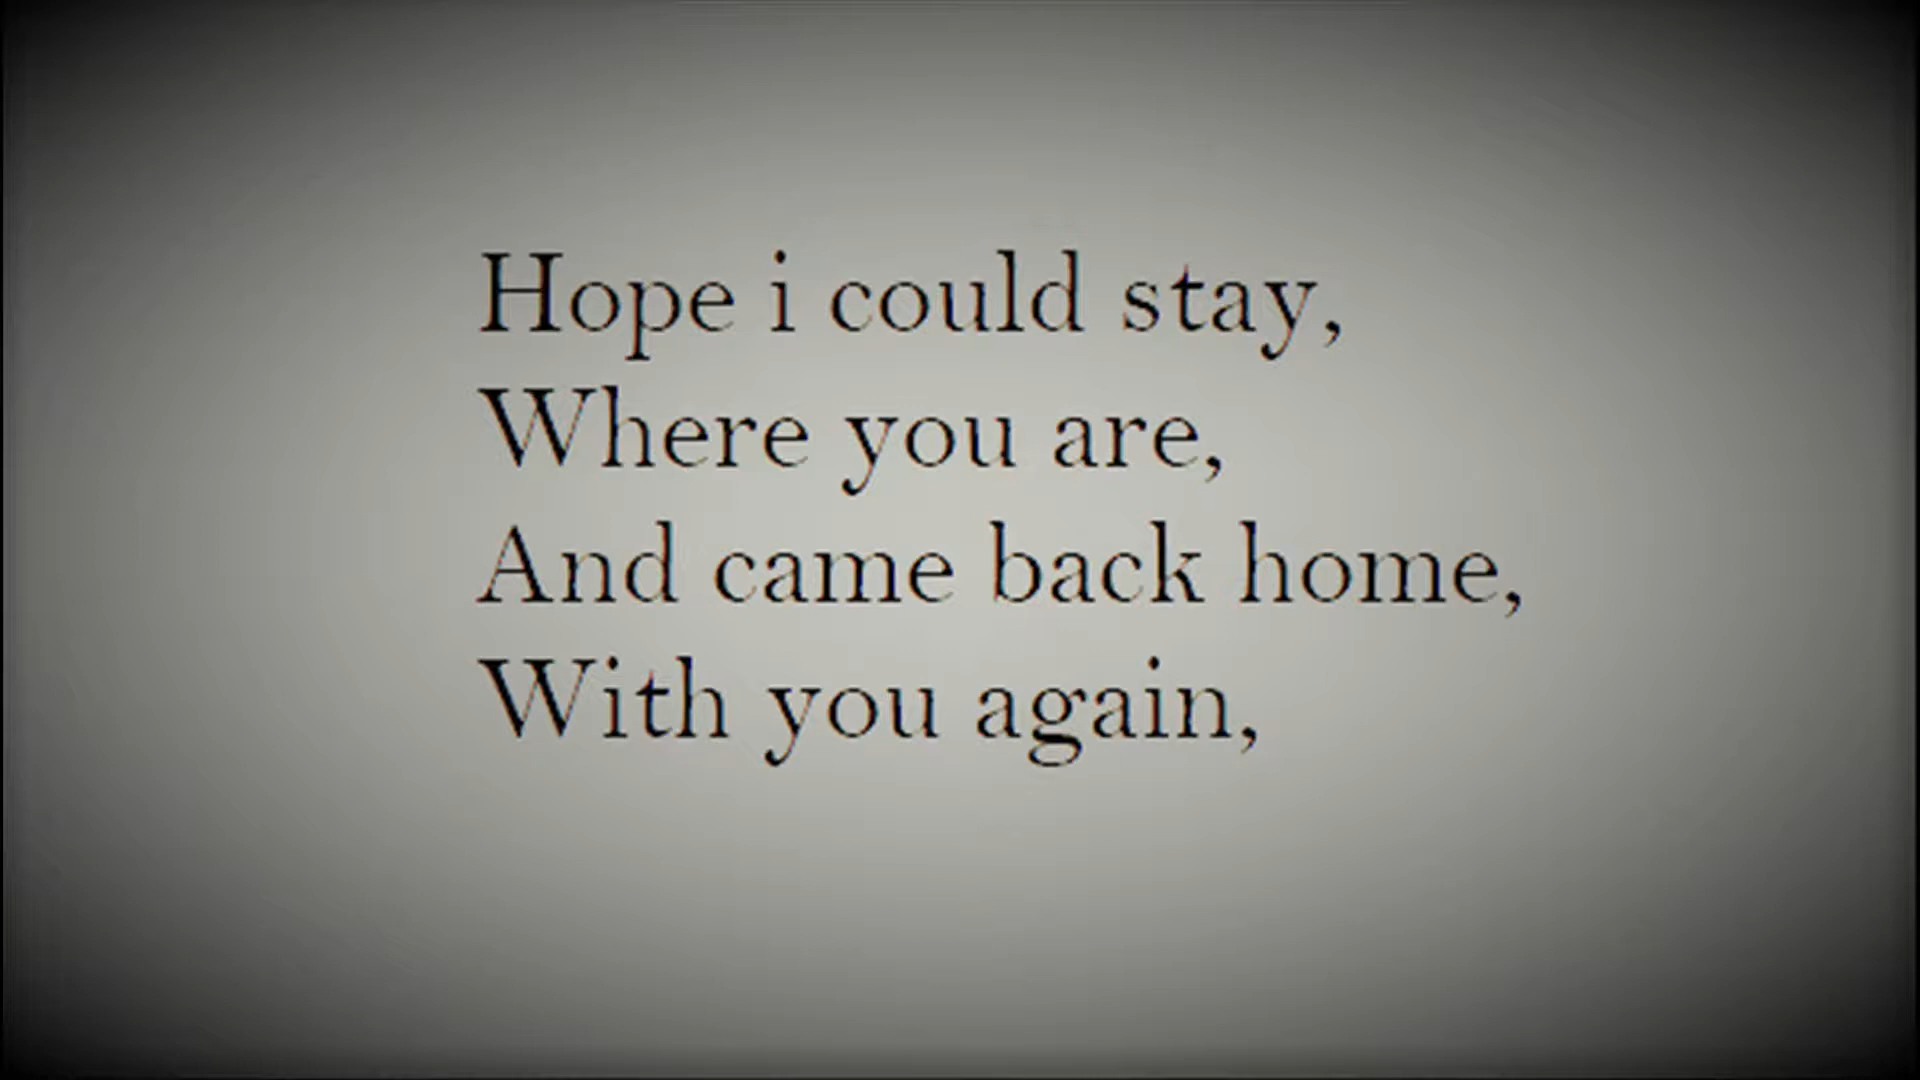 Hope i could stay,
Where you are,
And came back home,
With you again,